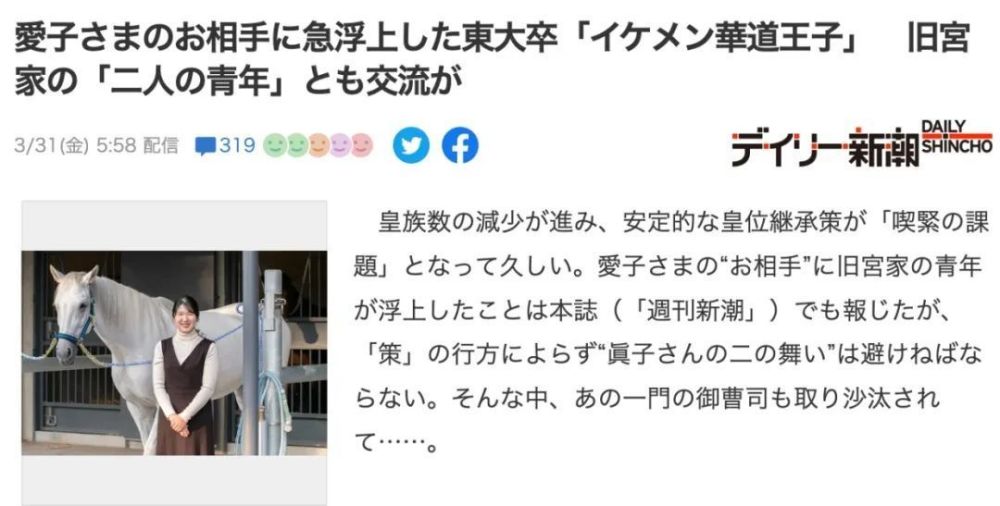 愛子さまのお相手に急浮上した東大卒「イケメン華道王子」　旧宮
家の「二人の青年」とも交流が
3/31(金) 5:58 配信
319
デイリー新潮
DAILY
SHINCHO
皇族数の減少が進み、安定的な皇位継承策が「喫緊の課
題」となって久しい。愛子さまの“お相手”に旧宮家の青年
が浮上したことは本誌（「週刊新潮」）でも報じたが、
「策」の行方によらず“眞子さんの二の舞い”は避けねばな
らない。そんな中、あの一門の御曹司も取り沙汰され
て……。